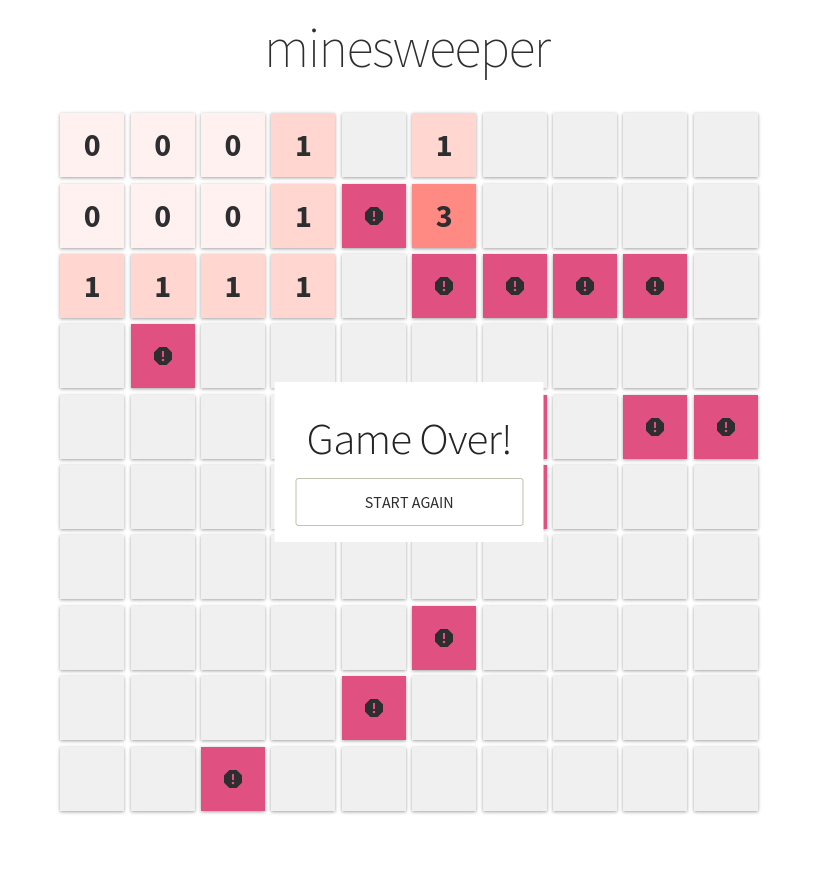 minesweeper
0 0 0 1 1
0 0 0 1 3
1 1 1 1
Game Over!
START AGAIN